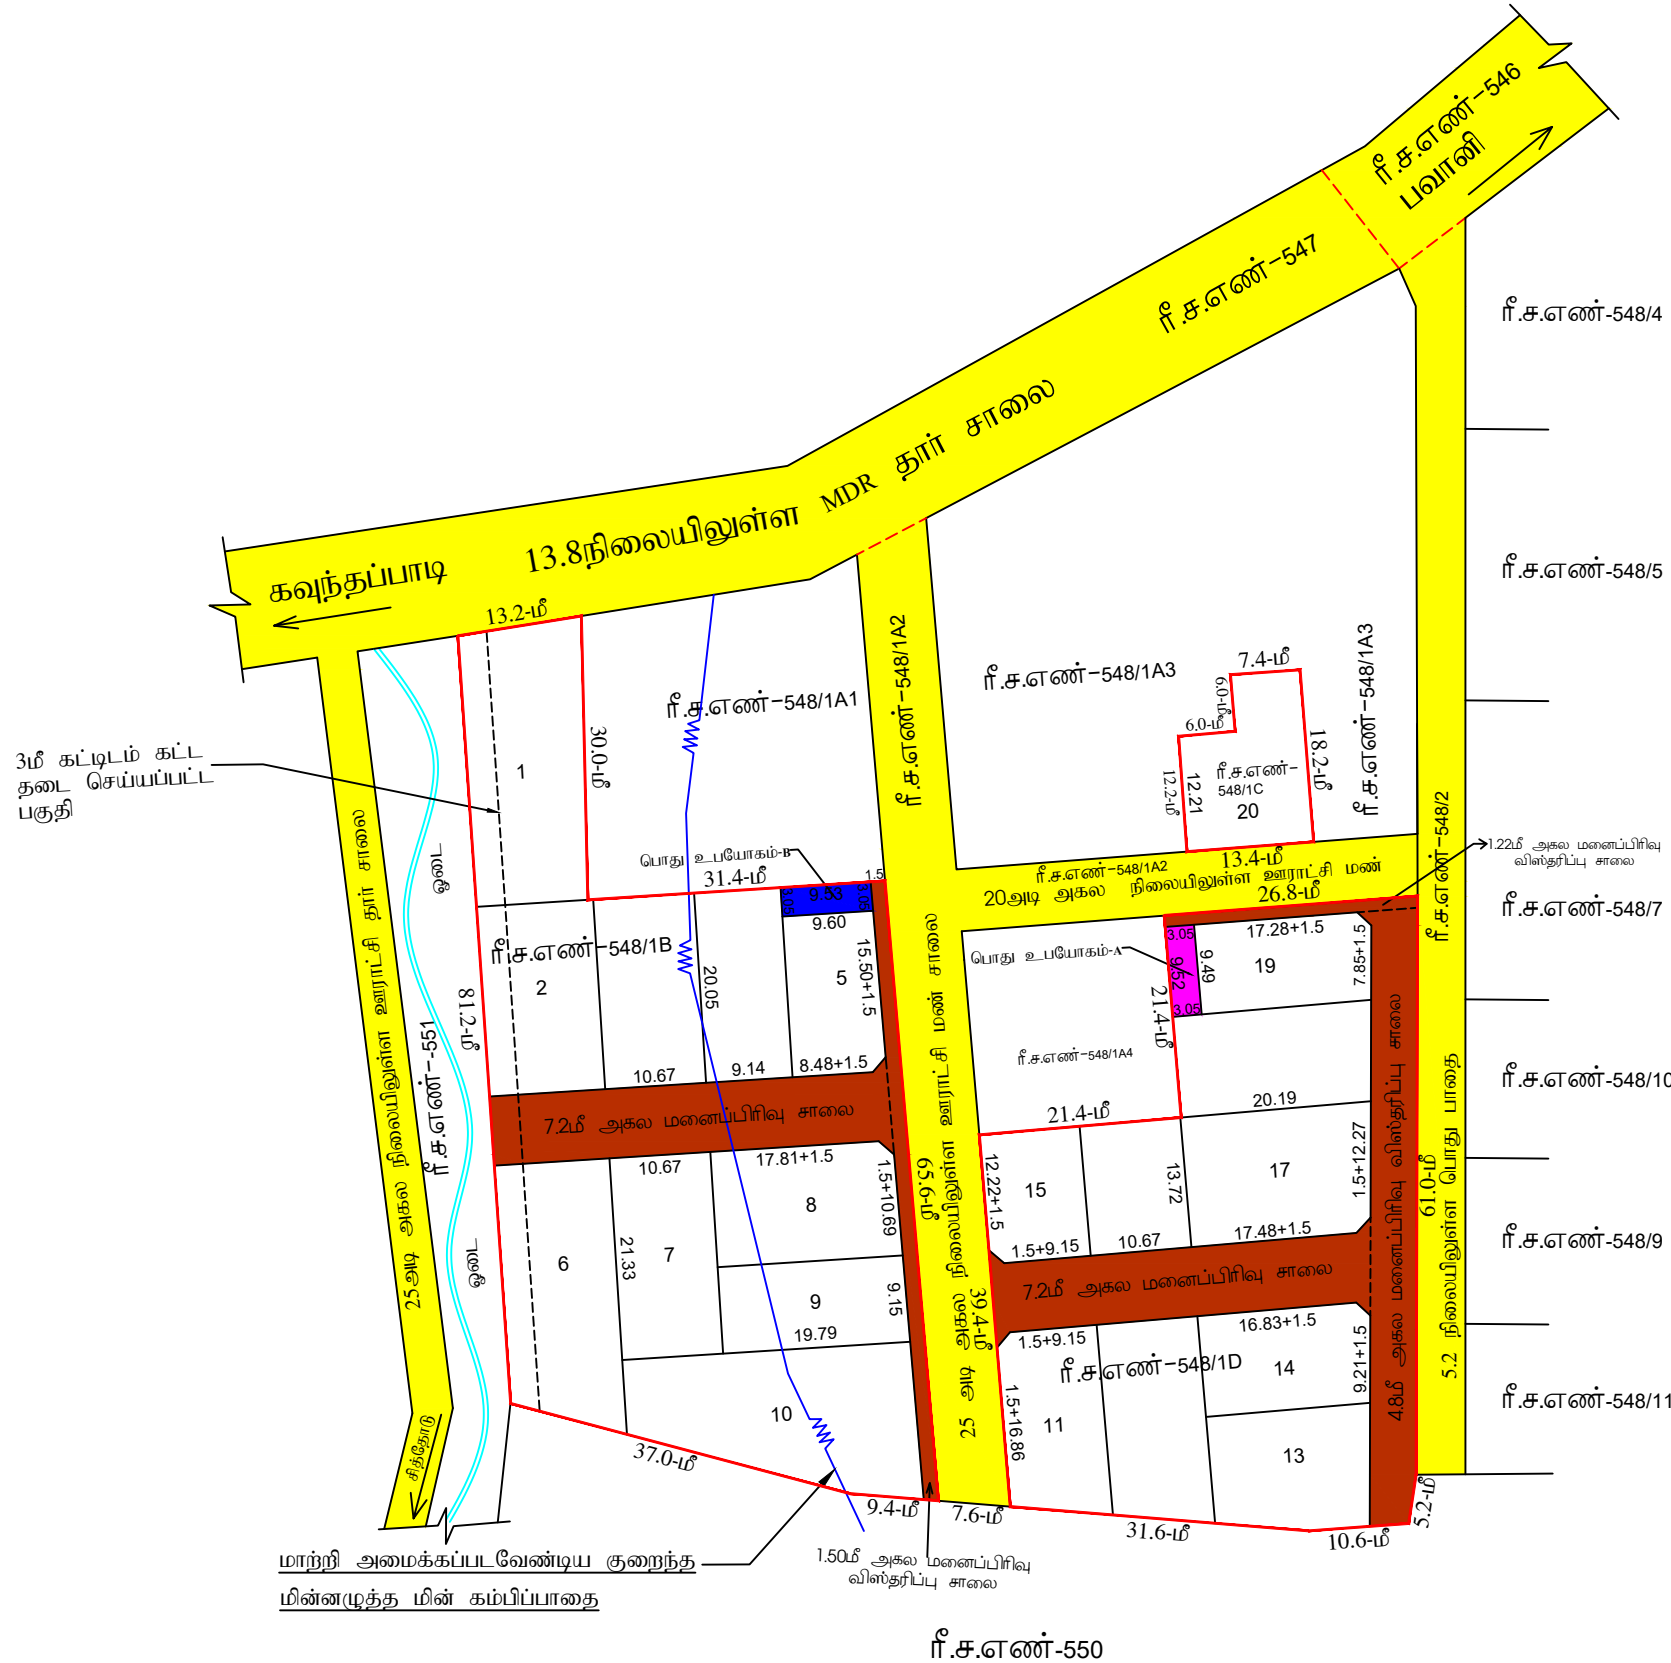 ரீ.ச.எண்-546
பவானி
ரீ.ச.எண்-547
ரீ.ச.எண்-548/4
13.8நிலையிலுள்ள MDR தார் சாலை
கவுந்தப்பாடி
13.2-மீ
ரீ.ச.எண்-548/5
ரீ.ச.எண்-548/1A2
ரீ.ச.எண்-548/1A1
ரீ.ச.எண்-548/1A3
7.4-மீ
ரீ.ச.எண்-548/1A3
6.0-மீ
6.0-மீ
18.2-மீ
12.2-மீ
12.21
ரீ.ச.எண்-
548/1C
20
13.4-மீ
3மீ கட்டிடம் கட்ட
தடை செய்யப்பட்ட
பகுதி
1
30.0-மீ
ரீ.ச.எண்-548/2
1.22மீ அகல மனைப்பிரிவு
விஸ்தரிப்பு சாலை
25அடி அகல நிலையிலுள்ள ஊராட்சி தார் சாலை
ஓடை
பொது உபயோகம்-B
31.4-மீ
1.5
ரீ.ச.எண்-548/1A2
20அடி அகல நிலையிலுள்ள ஊராட்சி மண்
26.8-மீ
ரீ.ச.எண்-548/7
9.53
3.05
3.05
9.60
ரீ.ச.எண்-548/1B
2
20.05
5
15.50+1.5
பொது உபயோகம்-A
3.05
9.52
9.49
3.05
17.28+1.5
19
7.85+1.5
21.4-மீ
81.2-மீ
ரீ.ச.எண்-551
10.67
9.14
8.48+1.5
7.2மீ அகல மனைப்பிரிவு சாலை
ரீ.ச.எண்-548/1A4
21.4-மீ
20.19
ரீ.ச.எண்-548/10
10.67
17.81+1.5
1.5+10.69
65.6-மீ
25 அடி அகல நிலையிலுள்ள ஊராட்சி மண் சாலை
12.22+1.5
15
13.72
17
1.5+12.27
61.0-மீ
4.8மீ அகல மனைப்பிரிவு விஸ்தரிப்பு சாலை
5.2 நிலையிலுள்ள பொது பாதை
8
7
21.33
6
ஓடை
1.5+9.15
10.67
17.48+1.5
ரீ.ச.எண்-548/9
7.2மீ அகல மனைப்பிரிவு சாலை
9
9.15
19.79
39.4-மீ
1.5+9.15
16.83+1.5
ரீ.ச.எண்-548/1D
14
9.21+1.5
ரீ.ச.எண்-548/11
10
1.5+16.86
11
13
சித்தோடு
37.0-மீ
9.4-மீ
7.6-மீ
31.6-மீ
10.6-மீ
5.2-மீ
மாற்றி அமைக்கப்படவேண்டிய குறைந்த
மின்னழுத்த மின் கம்பிப்பாதை
1.50மீ அகல மனைப்பிரிவு
விஸ்தரிப்பு சாலை
ரீ.ச.எண்-550